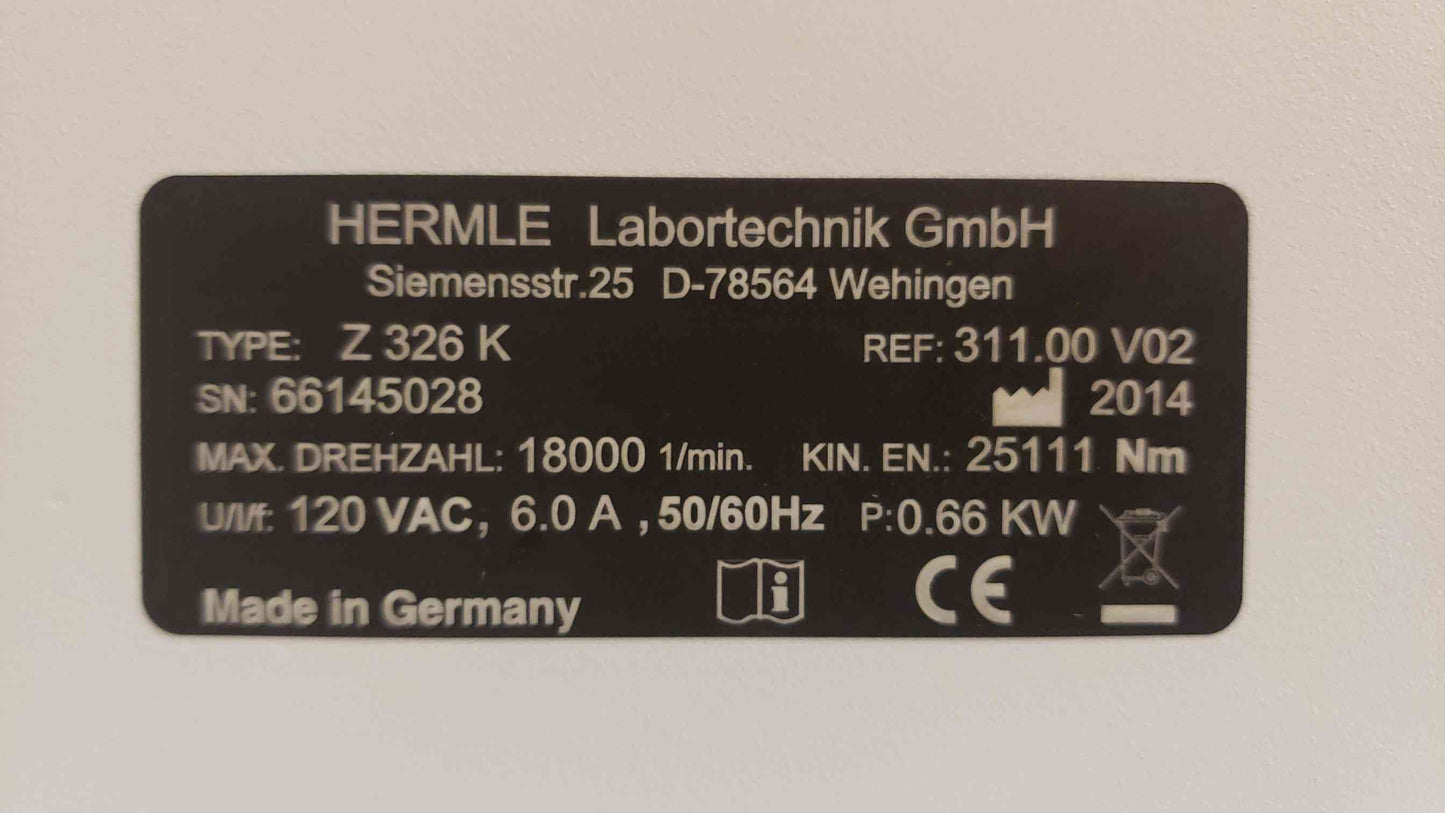 HERMLE Labortechnik GmbH
Siemensstr.25 D-78564 Wehingen
TYPE: Z 326 K REF: 311.00 V02
SN: 66145028 2014
MAX. DREHZAHL: 18000 1/min. KIN. EN.: 25111 Nm
U/I/f: 120 VAC, 6.0 A ,50/60Hz P:0.66 KW
Made in Germany i CE